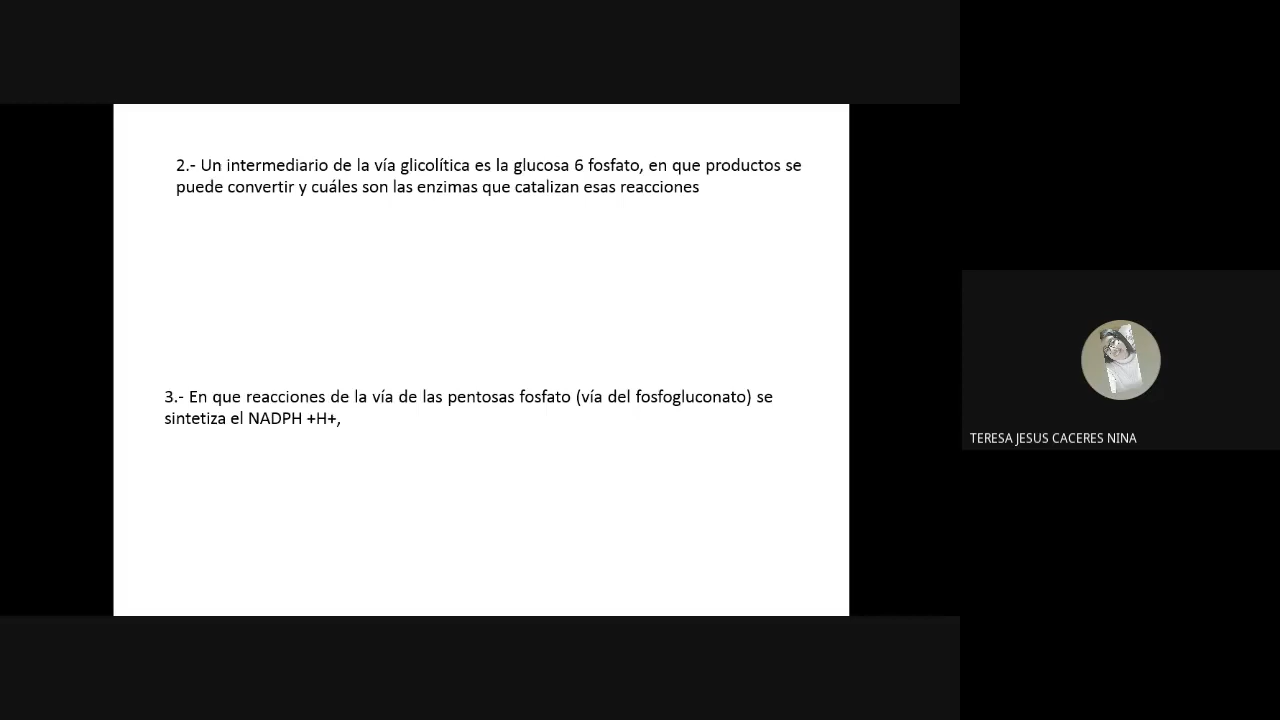 2.- Un intermediario de la vía glicolítica es la glucosa 6 fosfato, en que productos se
puede convertir y cuáles son las enzimas que catalizan esas reacciones
3.- En que reacciones de la vía de las pentosas fosfato (vía del fosfogluconato) se
sintetiza el NADPH +H+,
TERESA JESUS CACERES NINA